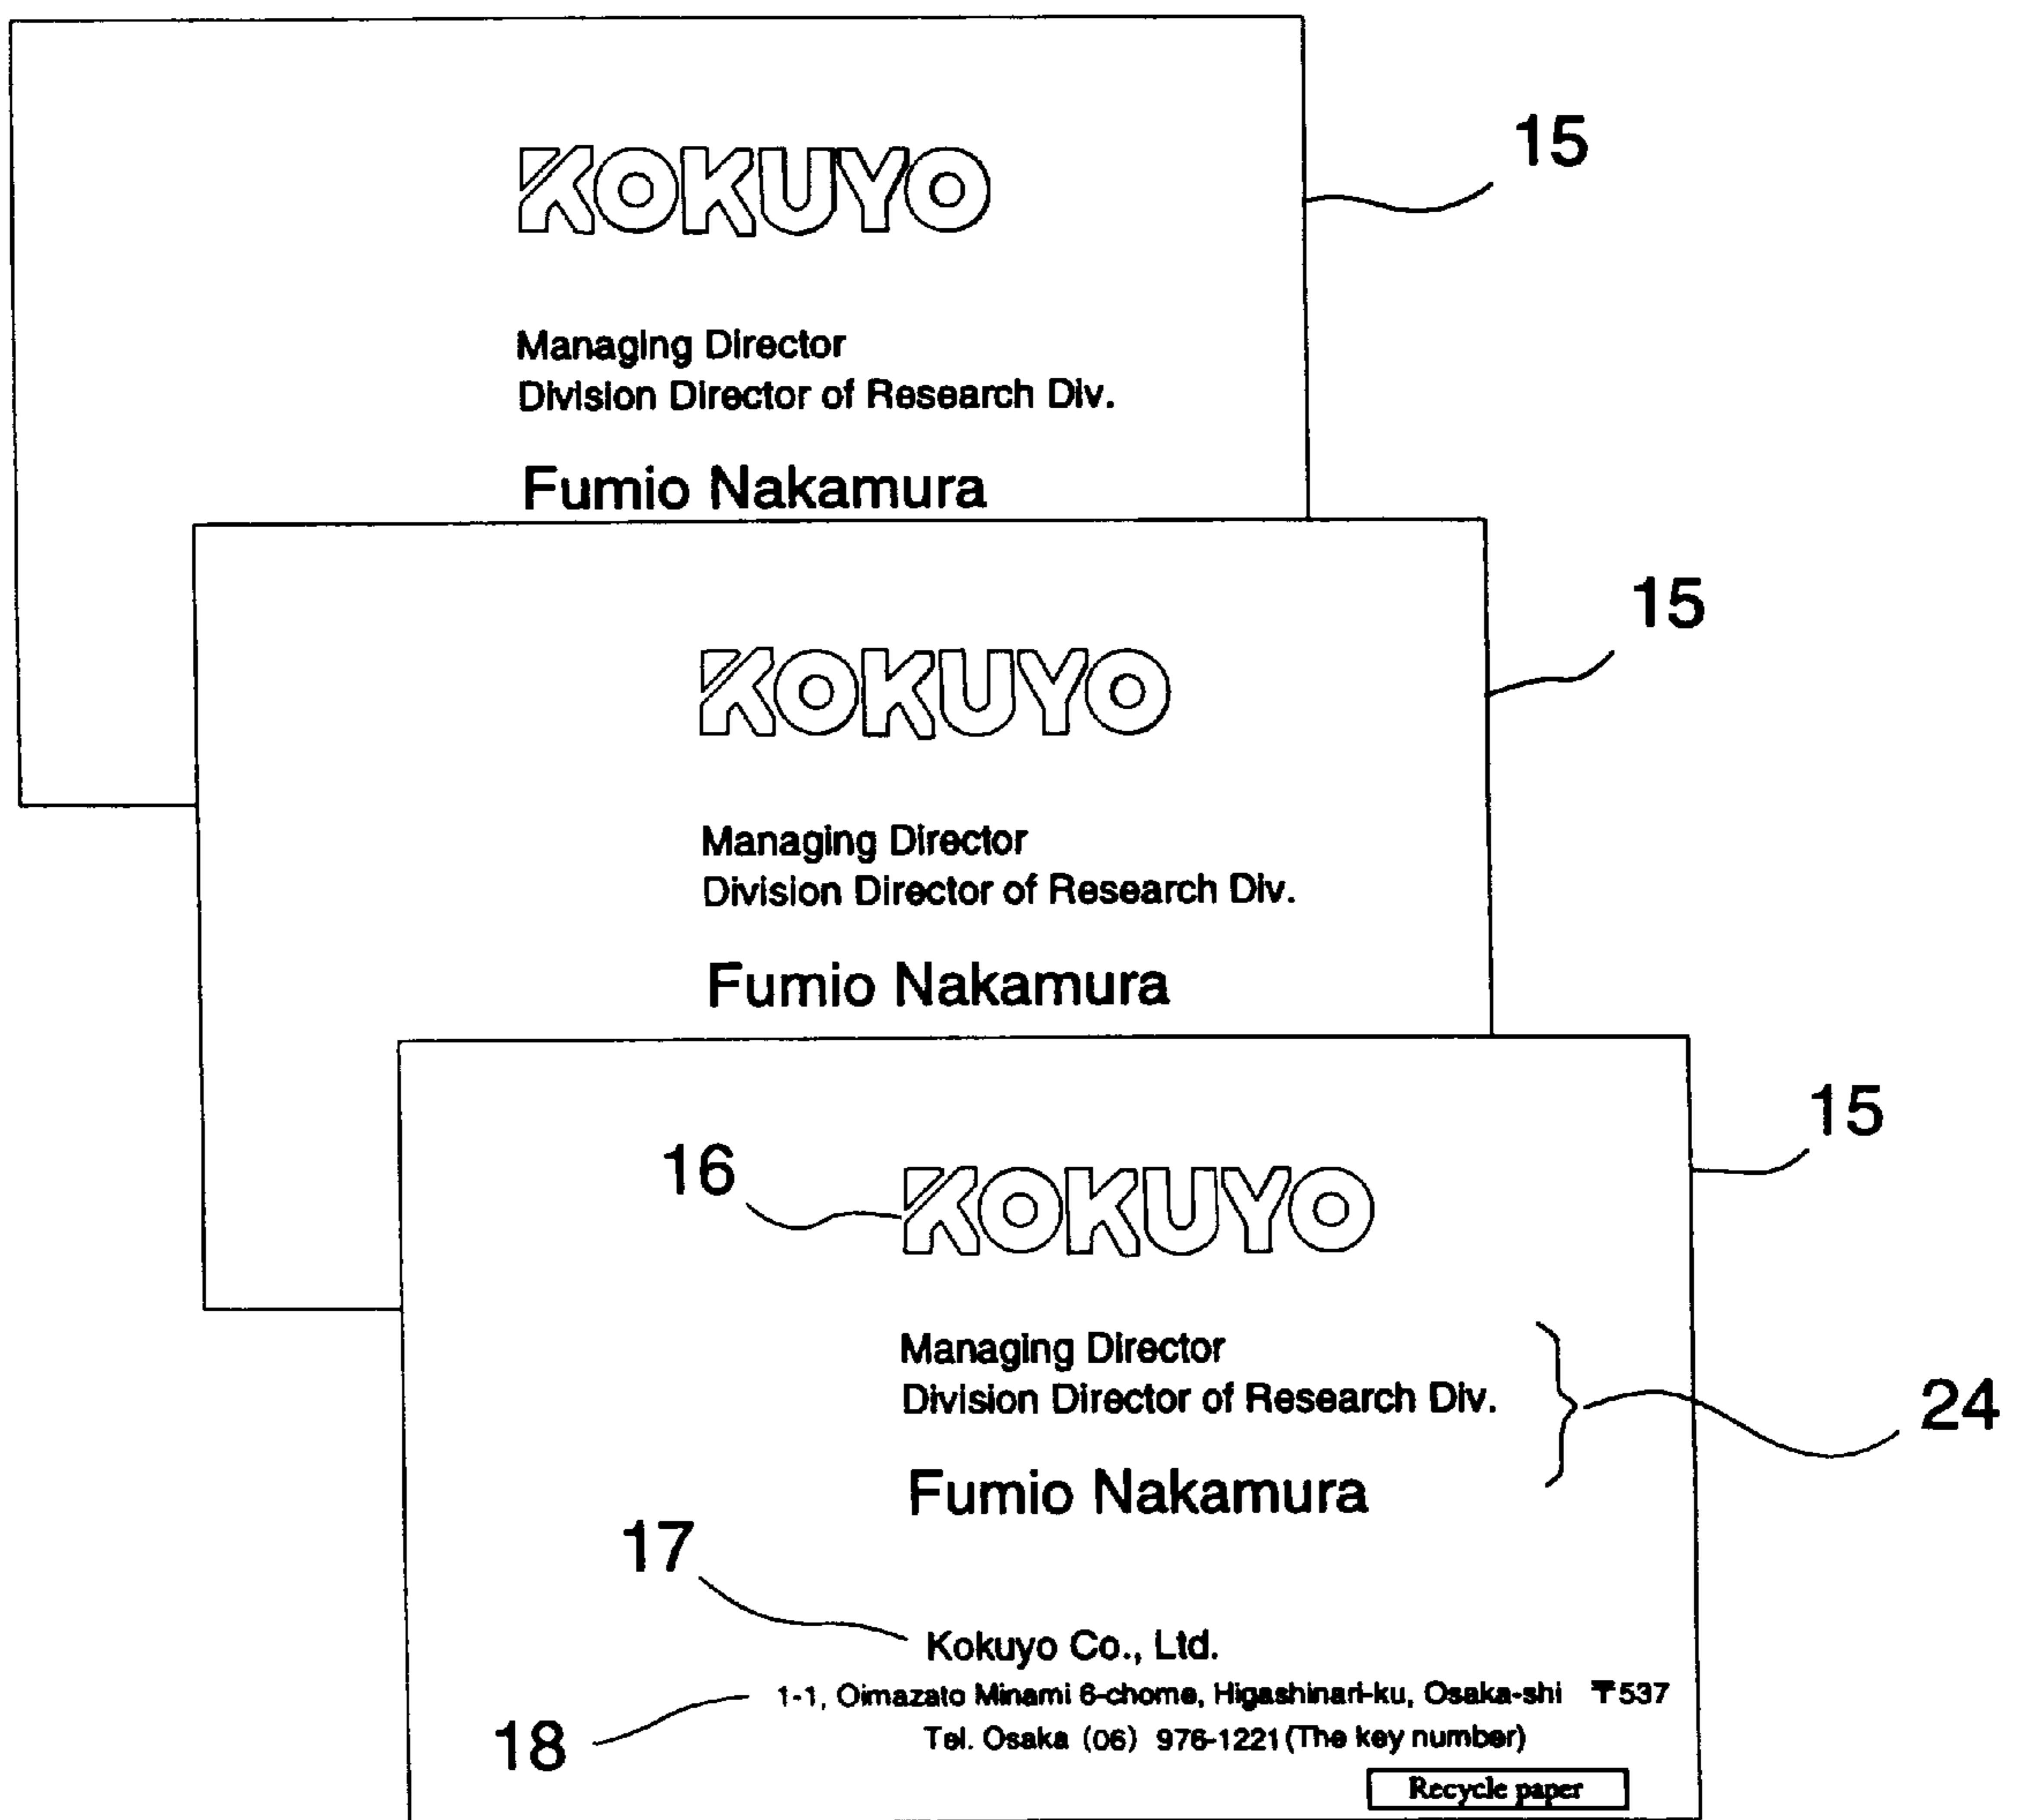 KOKUYO
15
Managing Director
Division Director of Research Div.
Fumio Nakamura
KOKUYO
15
Managing Director
Division Director of Research Div.
Fumio Nakamura
15
16
KOKUYO
Managing Director
Division Director of Research Div.
24
Fumio Nakamura
17
Kokuyo Co., Ltd.
1-1, Oimazato Minami 6-chome, Higashinari-ku, Osaka-shi 〒537
18
Tel. Osaka (06) 976-1221 (The key number)
Recycle paper